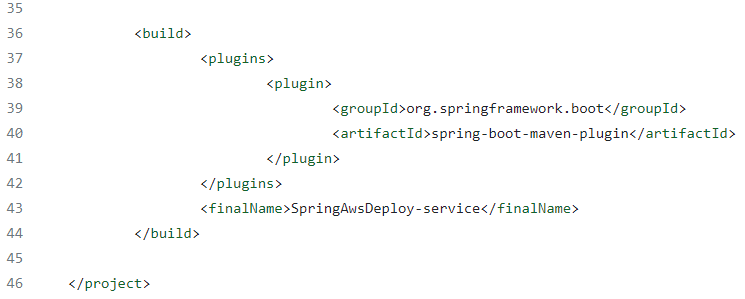 35
36 <build>
37 <plugins>
38 <plugin>
39 <groupId>org.springframework.boot</groupId>
40 <artifactId>spring-boot-maven-plugin</artifactId>
41 </plugin>
42 </plugins>
43 <finalName>SpringAwsDeploy-service</finalName>
44 </build>
45
46 </project>